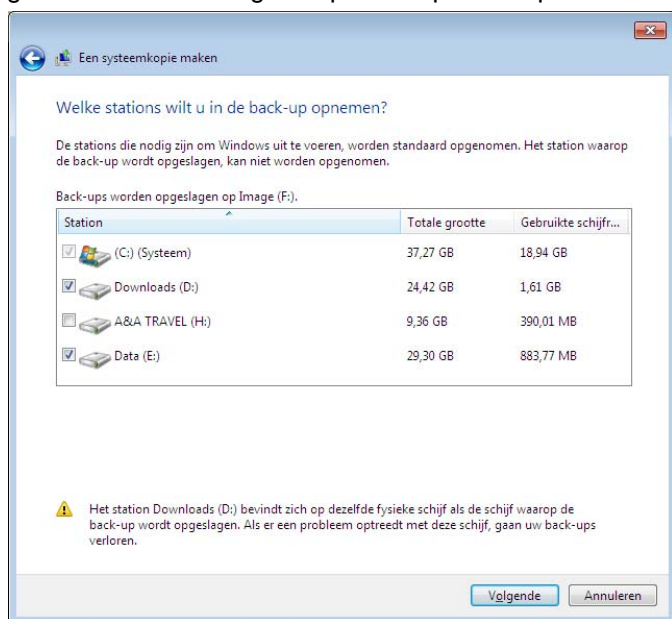 Een systeemkopie maken
Welke stations wilt u in de back-up opnemen?
De stations die nodig zijn om Windows uit te voeren, worden standaard opgenomen. Het station waarop
de back-up wordt opgeslagen, kan niet worden opgenomen.
Back-ups worden opgeslagen op Image (F:).
Station Totale grootte Gebruikte schijfr...
(C:) (Systeem) 37,27 GB 18,94 GB
Downloads (D:) 24,42 GB 1,61 GB
A&A TRAVEL (H:) 9,36 GB 390,01 MB
Data (E:) 29,30 GB 883,77 MB
Het station Downloads (D:) bevindt zich op dezelfde fysieke schijf als de schijf waarop de
back-up wordt opgeslagen. Als er een probleem optreedt met deze schijf, gaan uw back-ups
verloren.
Volgende Annuleren